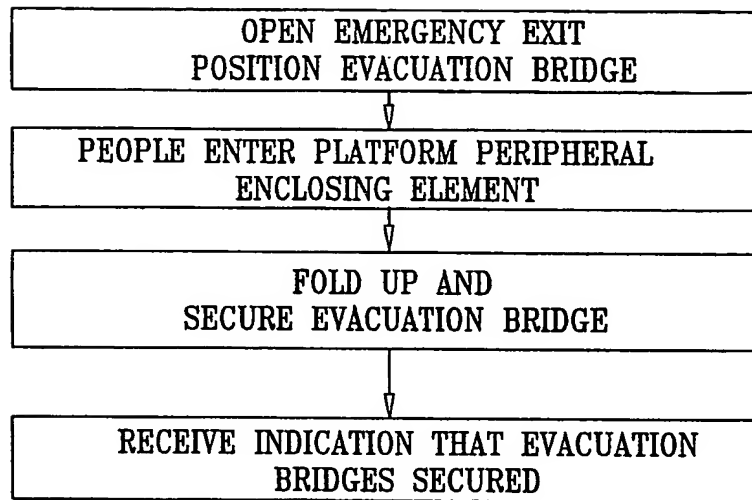 OPEN EMERGENCY EXIT
POSITION EVACUATION BRIDGE
PEOPLE ENTER PLATFORM PERIPHERAL
ENCLOSING ELEMENT
FOLD UP AND
SECURE EVACUATION BRIDGE
RECEIVE INDICATION THAT EVACUATION
BRIDGES SECURED